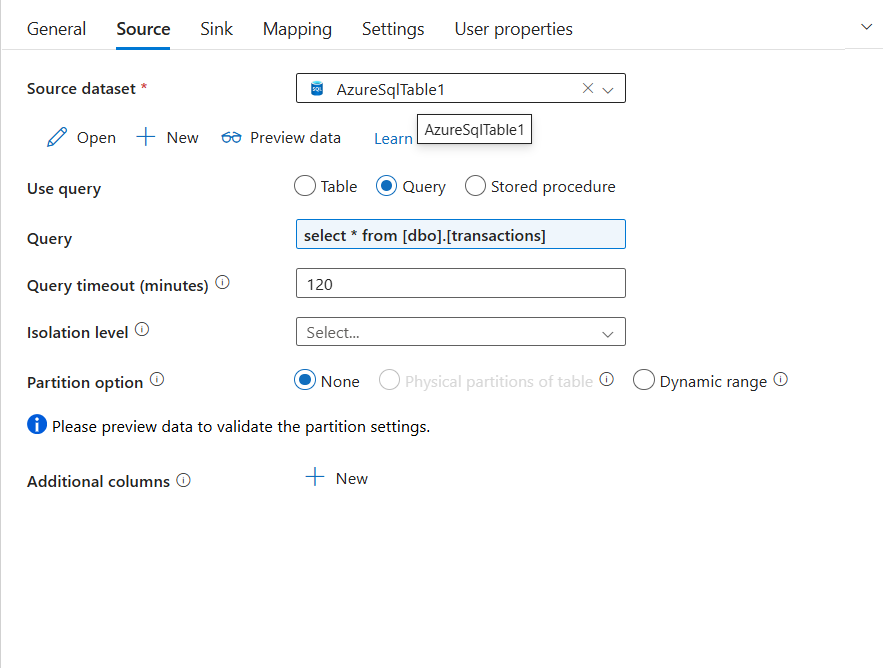 General Source Sink Mapping Settings User properties
Source dataset * SQL AzureSqlTable1
Open New Preview data Learn AzureSqlTable1
Use query Table Query Stored procedure
Query select * from [dbo].[transactions]
Query timeout (minutes) 120
Isolation level Select...
Partition option None Physical partitions of table Dynamic range
Please preview data to validate the partition settings.
Additional columns New